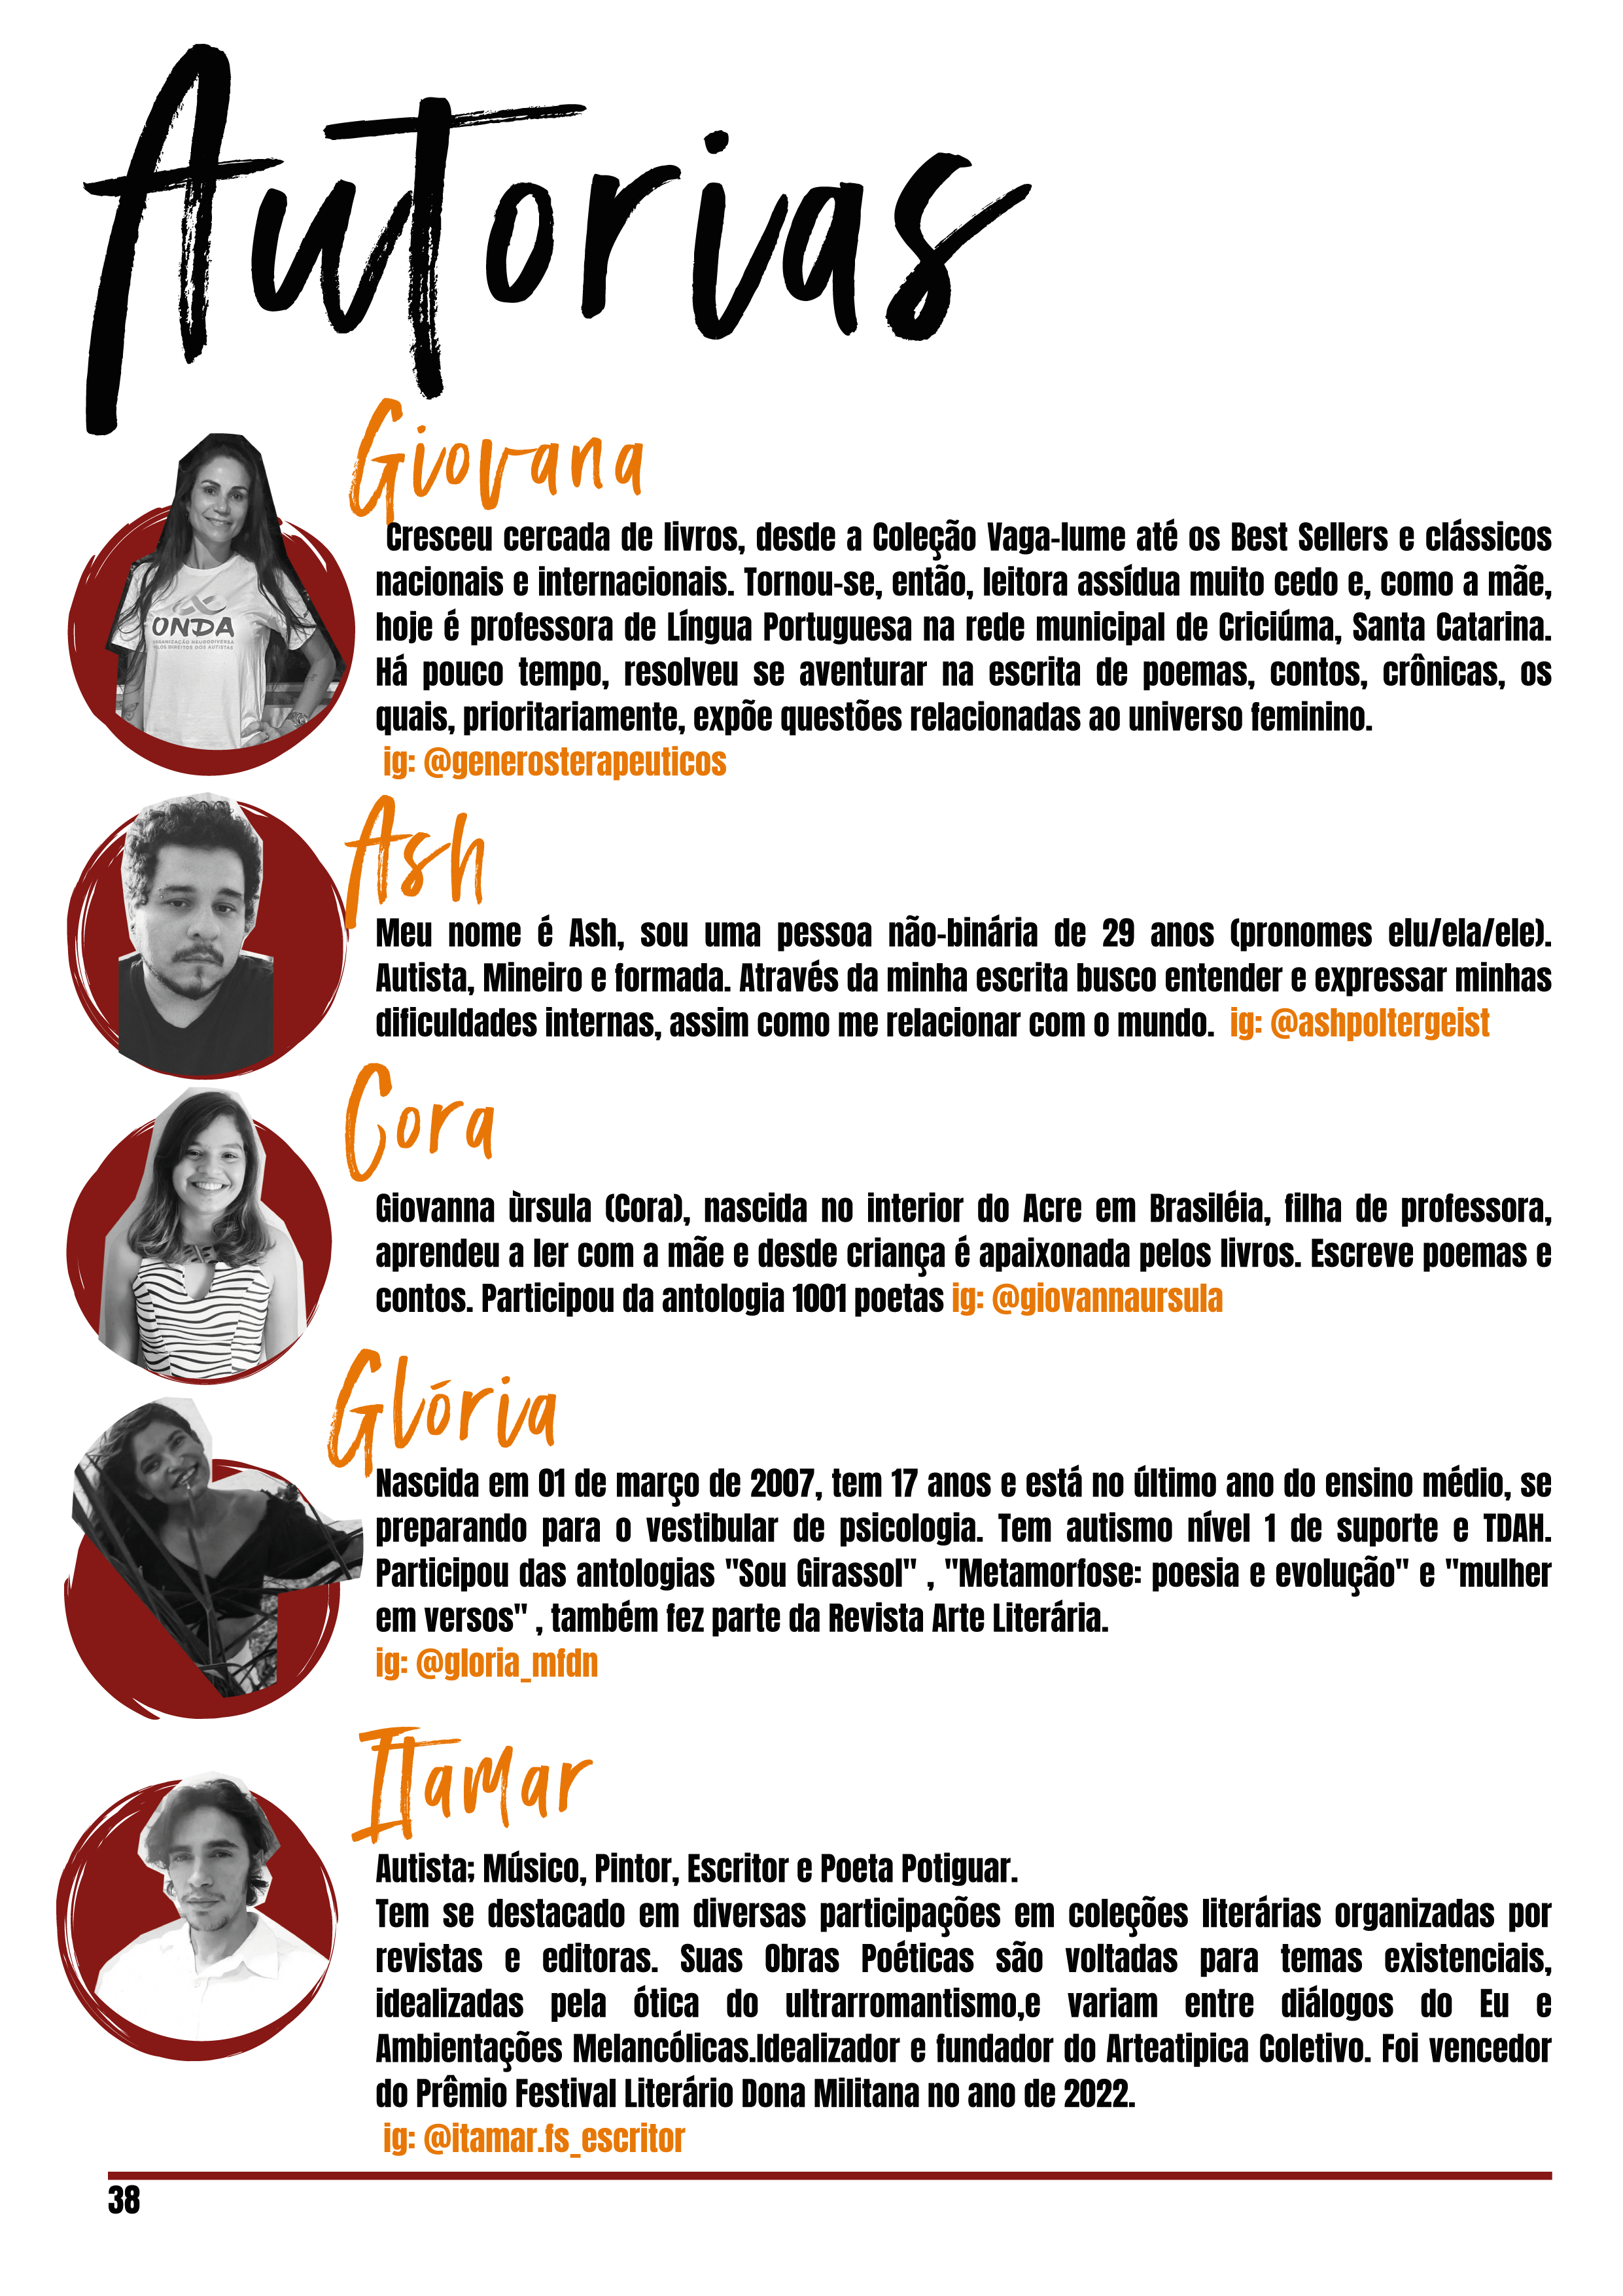 Autorias
Giovana
ONDA
ORGANIZAÇÃO NEURODIVERSA
PELOS DIREITOS DOS AUTISTAS
Cresceu cercada de livros, desde a Coleção Vaga-lume até os Best Sellers e clássicos
nacionais e internacionais. Tornou-se, então, leitora assídua muito cedo e, como a mãe,
hoje é professora de Língua Portuguesa na rede municipal de Criciúma, Santa Catarina.
Há pouco tempo, resolveu se aventurar na escrita de poemas, contos, crônicas, os
quais, prioritariamente, expõe questões relacionadas ao universo feminino.
ig: @generosterapeuticos
Ash
Meu nome é Ash, sou uma pessoa não-binária de 29 anos (pronomes elu/ela/ele).
Autista, Mineiro e formada. Através da minha escrita busco entender e expressar minhas
dificuldades internas, assim como me relacionar com o mundo. ig: @ashpoltergeist
Cora
Giovanna ùrsula (Cora), nascida no interior do Acre em Brasiléia, filha de professora,
aprendeu a ler com a mãe e desde criança é apaixonada pelos livros. Escreve poemas e
contos. Participou da antologia 1001 poetas ig: @giovannaursula
Glória
Nascida em 01 de março de 2007, tem 17 anos e está no último ano do ensino médio, se
preparando para o vestibular de psicologia. Tem autismo nível 1 de suporte e TDAH.
Participou das antologias "Sou Girassol" , "Metamorfose: poesia e evolução" e "mulher
em versos" , também fez parte da Revista Arte Literária.
ig: @gloria_mfdn
Itamar
Autista; Músico, Pintor, Escritor e Poeta Potiguar.
Tem se destacado em diversas participações em coleções literárias organizadas por
revistas e editoras. Suas Obras Poéticas são voltadas para temas existenciais,
idealizadas pela ótica do ultrarromantismo,e variam entre diálogos do Eu e
Ambientações Melancólicas.Idealizador e fundador do Arteatipica Coletivo. Foi vencedor
do Prêmio Festival Literário Dona Militana no ano de 2022.
ig: @itamar.fs_escritor
38